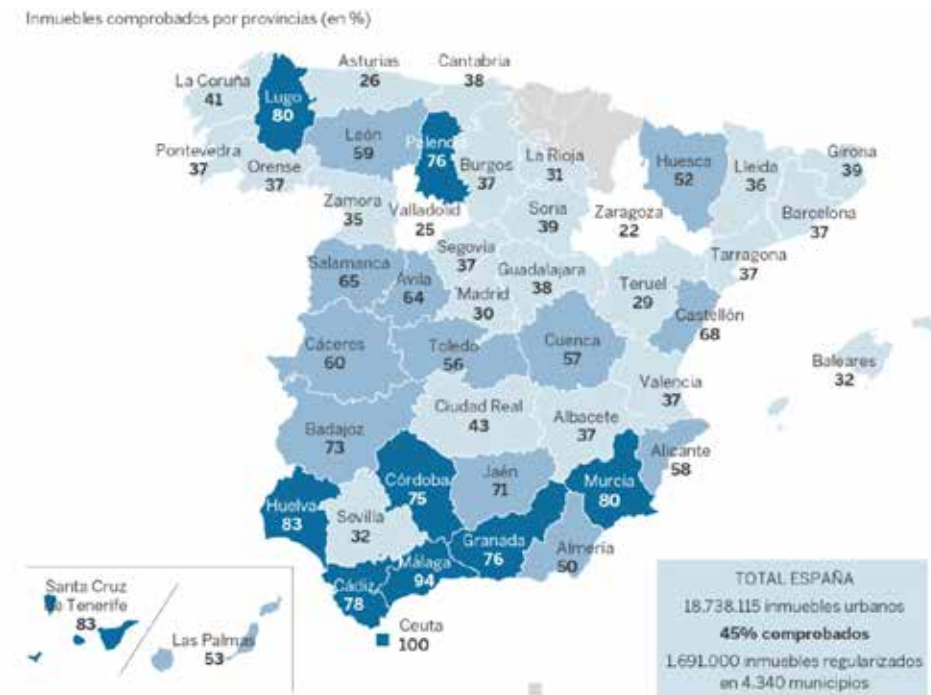 Inmuebles comprobados por provincias (en %)
Asturias
26
Cantabria
38
La Coruña
41
Lugo
80
León
59
Palencia
76
Pontevedra
37
Orense
37
Burgos
37
La Rioja
31
Huesca
52
Lleida
36
Girona
39
Zamora
35
Valladolid
25
Soria
39
Zaragoza
22
Barcelona
37
Segovia
37
Guadalajara
38
Tarragona
37
Salamanca
65
Ávila
64
Madrid
30
Teruel
29
Castellón
68
Cáceres
60
Toledo
56
Cuenca
57
Baleares
32
Valencia
37
Ciudad Real
43
Albacete
37
Badajoz
73
Alicante
58
Córdoba
75
Jaén
71
Murcia
80
Huelva
83
Sevilla
32
Granada
76
Almería
50
Málaga
94
Cádiz
78
Ceuta
100
Santa Cruz
de Tenerife
83
Las Palmas
53
TOTAL ESPAÑA
18.738.115 inmuebles urbanos
45% comprobados
1.691.000 inmuebles regularizados
en 4.340 municipios